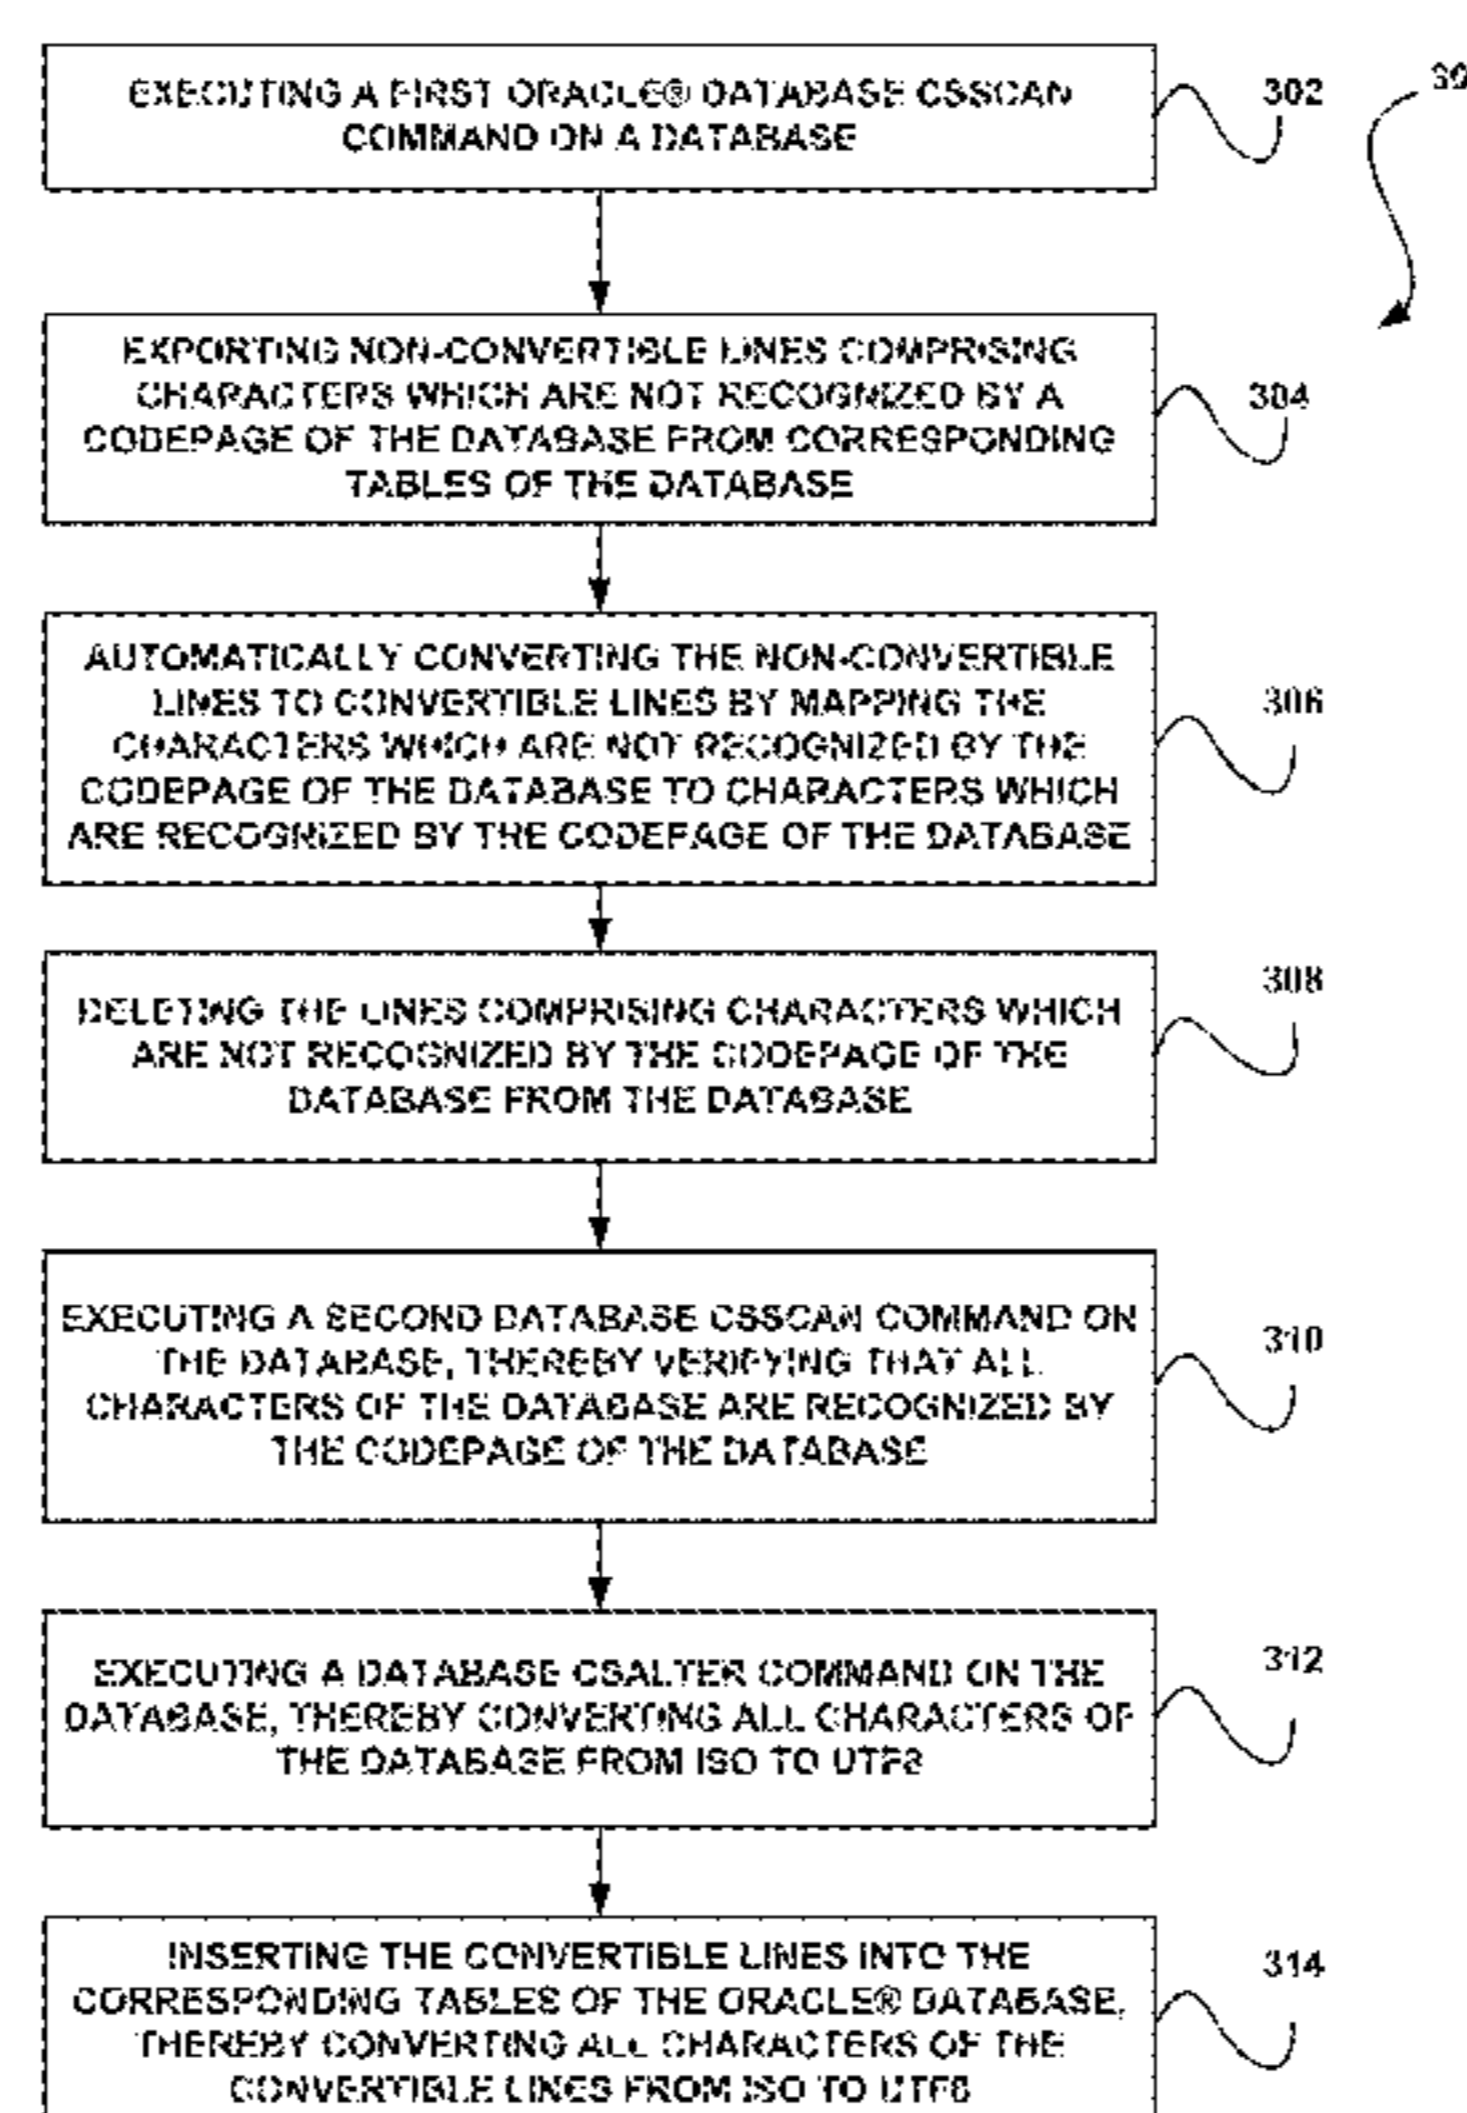 EXECUTING A FIRST ORACLE® DATABASE CSSCAN
COMMAND ON A DATABASE
302
EXPORTING NON-CONVERTIBLE LINES COMPRISING
CHARACTERS WHICH ARE NOT RECOGNIZED BY A
CODEPAGE OF THE DATABASE FROM CORRESPONDING
TABLES OF THE DATABASE
304
AUTOMATICALLY CONVERTING THE NON-CONVERTIBLE
LINES TO CONVERTIBLE LINES BY MAPPING THE
CHARACTERS WHICH ARE NOT RECOGNIZED BY THE
CODEPAGE OF THE DATABASE TO CHARACTERS WHICH
ARE RECOGNIZED BY THE CODEPAGE OF THE DATABASE
306
DELETING THE LINES COMPRISING CHARACTERS WHICH
ARE NOT RECOGNIZED BY THE CODEPAGE OF THE
DATABASE FROM THE DATABASE
308
EXECUTING A SECOND DATABASE CSSCAN COMMAND ON
THE DATABASE, THEREBY VERIFYING THAT ALL
CHARACTERS OF THE DATABASE ARE RECOGNIZED BY
THE CODEPAGE OF THE DATABASE
310
EXECUTING A DATABASE CSALTER COMMAND ON THE
DATABASE, THEREBY CONVERTING ALL CHARACTERS OF
THE DATABASE FROM ISO TO UTF8
312
INSERTING THE CONVERTIBLE LINES INTO THE
CORRESPONDING TABLES OF THE ORACLE® DATABASE,
THEREBY CONVERTING ALL CHARACTERS OF THE
CONVERTIBLE LINES FROM ISO TO UTF8
314